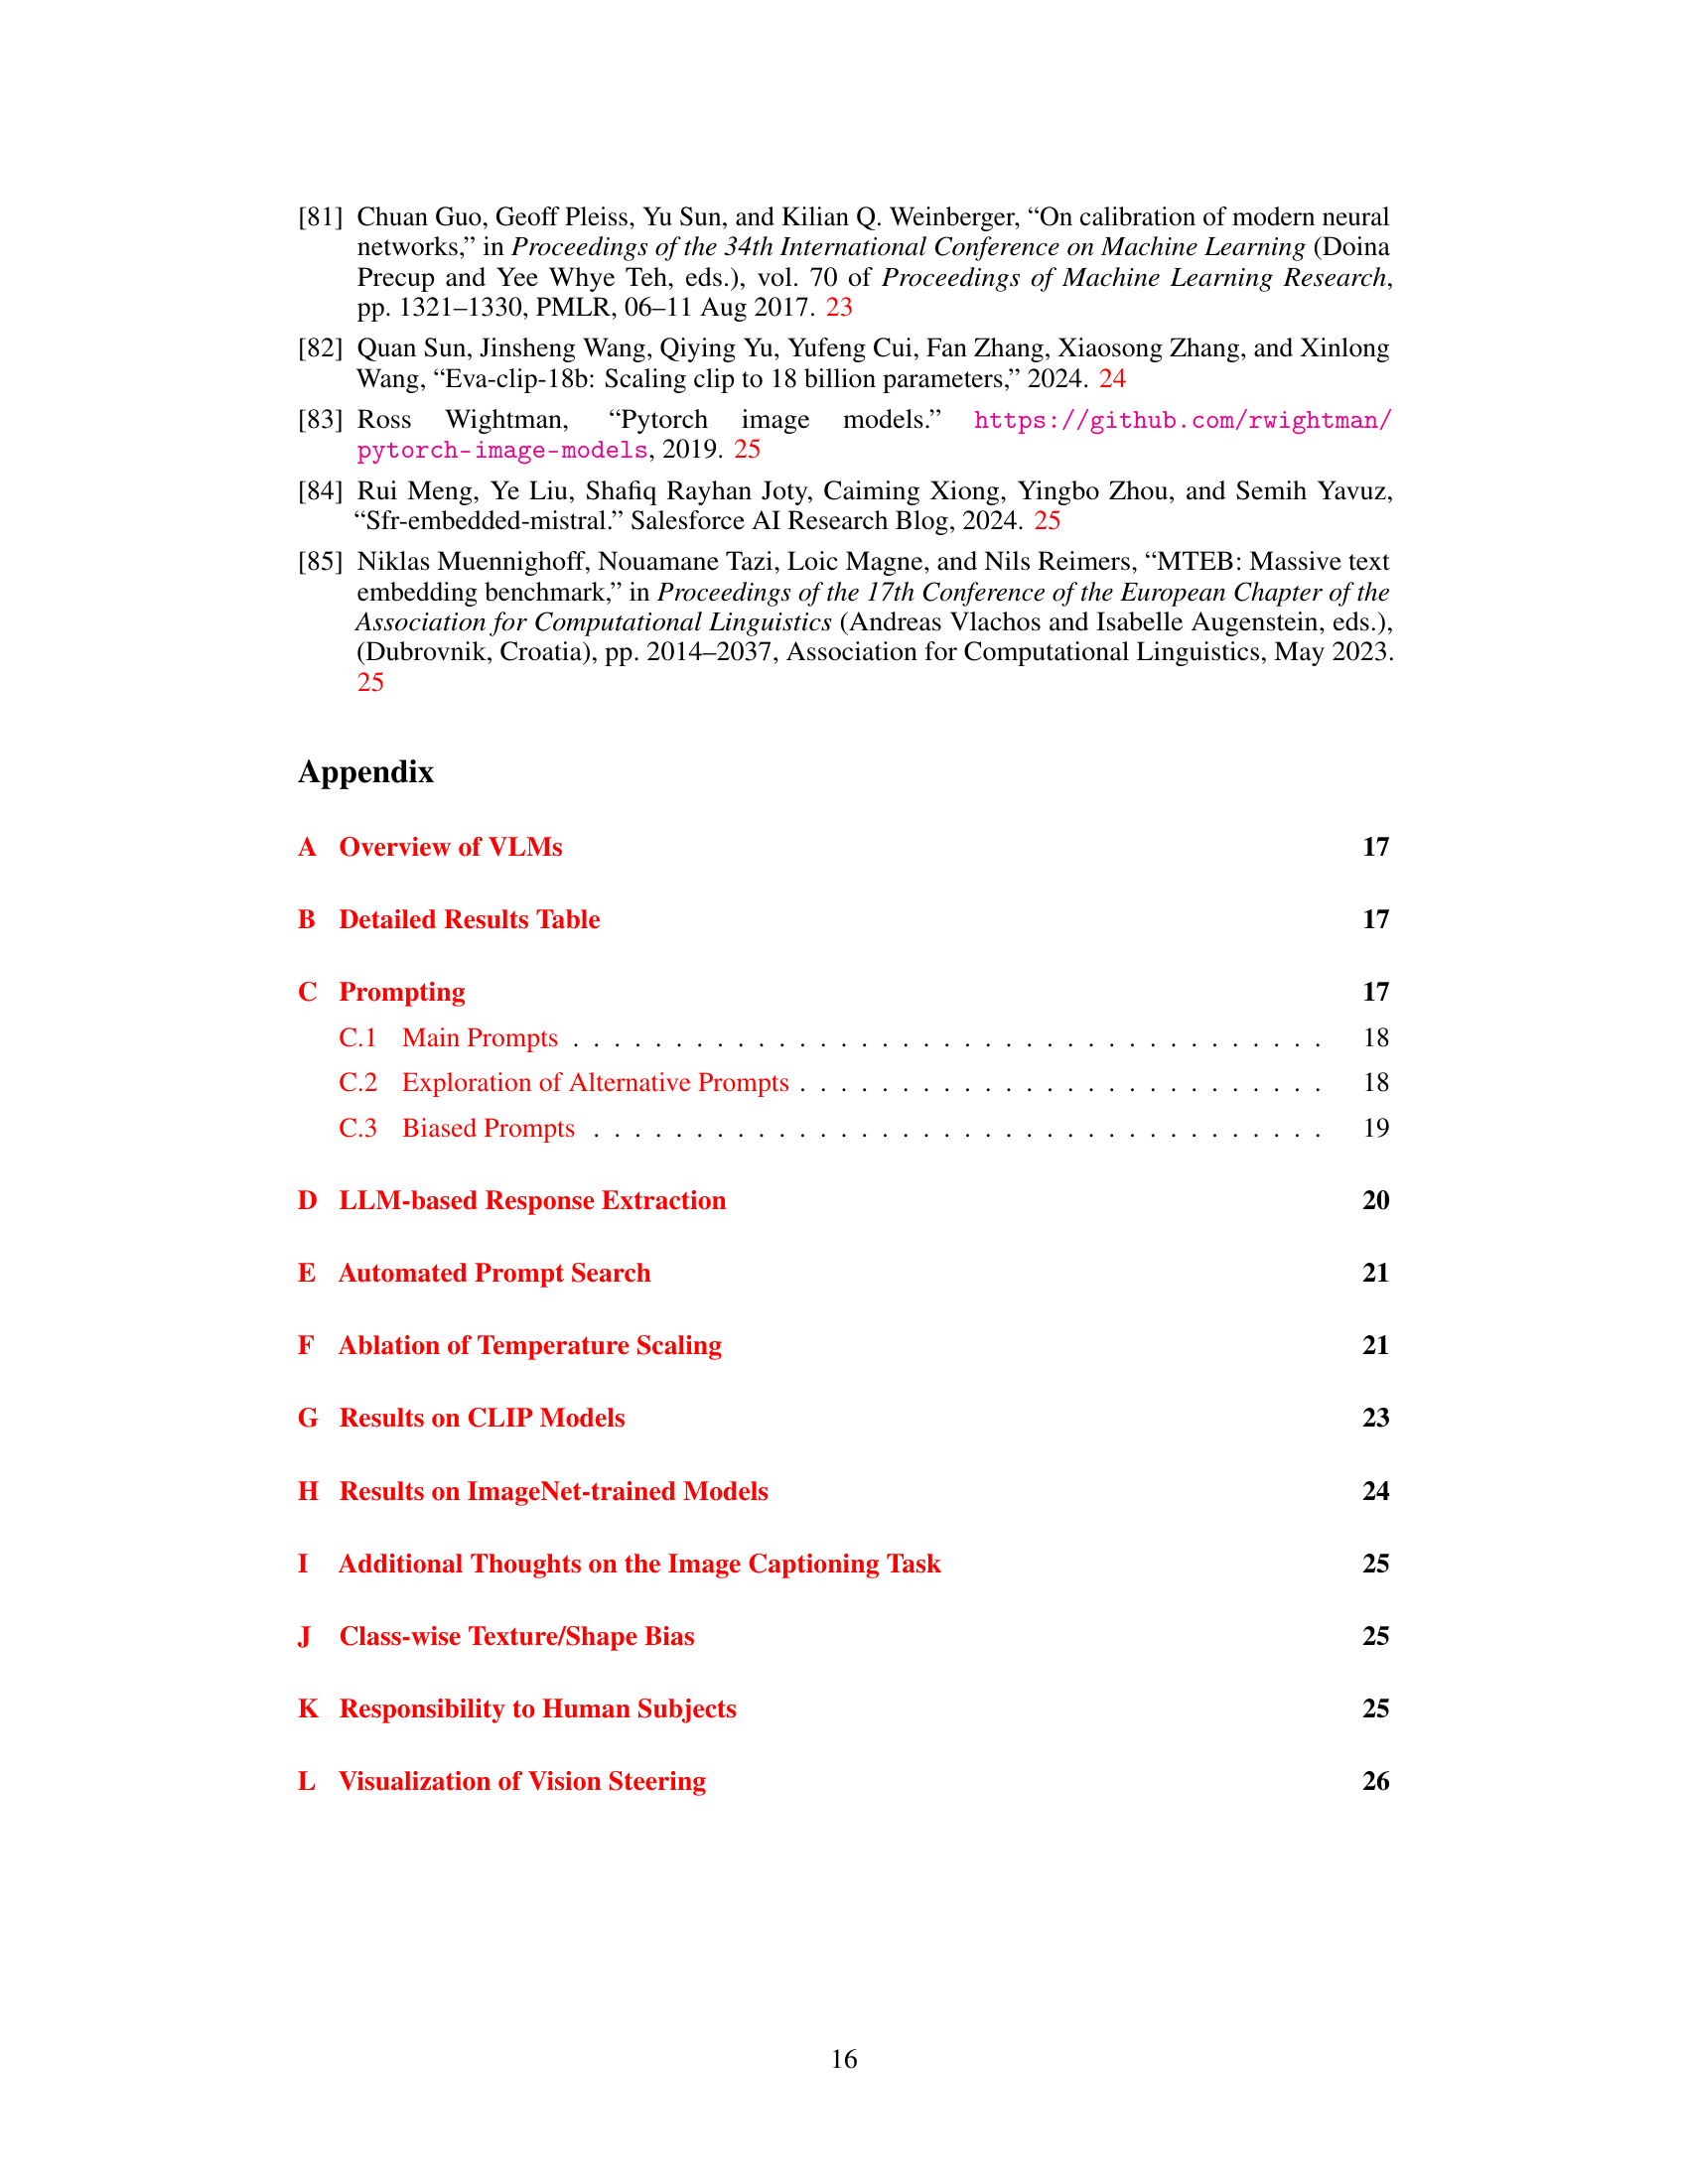 [81] Chuan Guo, Geoff Pleiss, Yu Sun, and Kilian Q. Weinberger, “On calibration of modern neural
networks,” in Proceedings of the 34th International Conference on Machine Learning (Doina
Precup and Yee Whye Teh, eds.), vol. 70 of Proceedings of Machine Learning Research,
pp. 1321–1330, PMLR, 06–11 Aug 2017. 23
[82] Quan Sun, Jinsheng Wang, Qiying Yu, Yufeng Cui, Fan Zhang, Xiaosong Zhang, and Xinlong
Wang, “Eva-clip-18b: Scaling clip to 18 billion parameters,” 2024. 24
[83] Ross Wightman, “Pytorch image models.” https://github.com/rwightman/
pytorch-image-models, 2019. 25
[84] Rui Meng, Ye Liu, Shafiq Rayhan Joty, Caiming Xiong, Yingbo Zhou, and Semih Yavuz,
“Sfr-embedded-mistral.” Salesforce AI Research Blog, 2024. 25
[85] Niklas Muennighoff, Nouamane Tazi, Loic Magne, and Nils Reimers, “MTEB: Massive text
embedding benchmark,” in Proceedings of the 17th Conference of the European Chapter of the
Association for Computational Linguistics (Andreas Vlachos and Isabelle Augenstein, eds.),
(Dubrovnik, Croatia), pp. 2014–2037, Association for Computational Linguistics, May 2023.
25
Appendix
A Overview of VLMs 17
B Detailed Results Table 17
C Prompting 17
C.1 Main Prompts . . . . . . . . . . . . . . . . . . . . . . . . . . . . . . . . . . . . . 18
C.2 Exploration of Alternative Prompts . . . . . . . . . . . . . . . . . . . . . . . . . . 18
C.3 Biased Prompts . . . . . . . . . . . . . . . . . . . . . . . . . . . . . . . . . . . . 19
D LLM-based Response Extraction 20
E Automated Prompt Search 21
F Ablation of Temperature Scaling 21
G Results on CLIP Models 23
H Results on ImageNet-trained Models 24
I Additional Thoughts on the Image Captioning Task 25
J Class-wise Texture/Shape Bias 25
K Responsibility to Human Subjects 25
L Visualization of Vision Steering 26
16